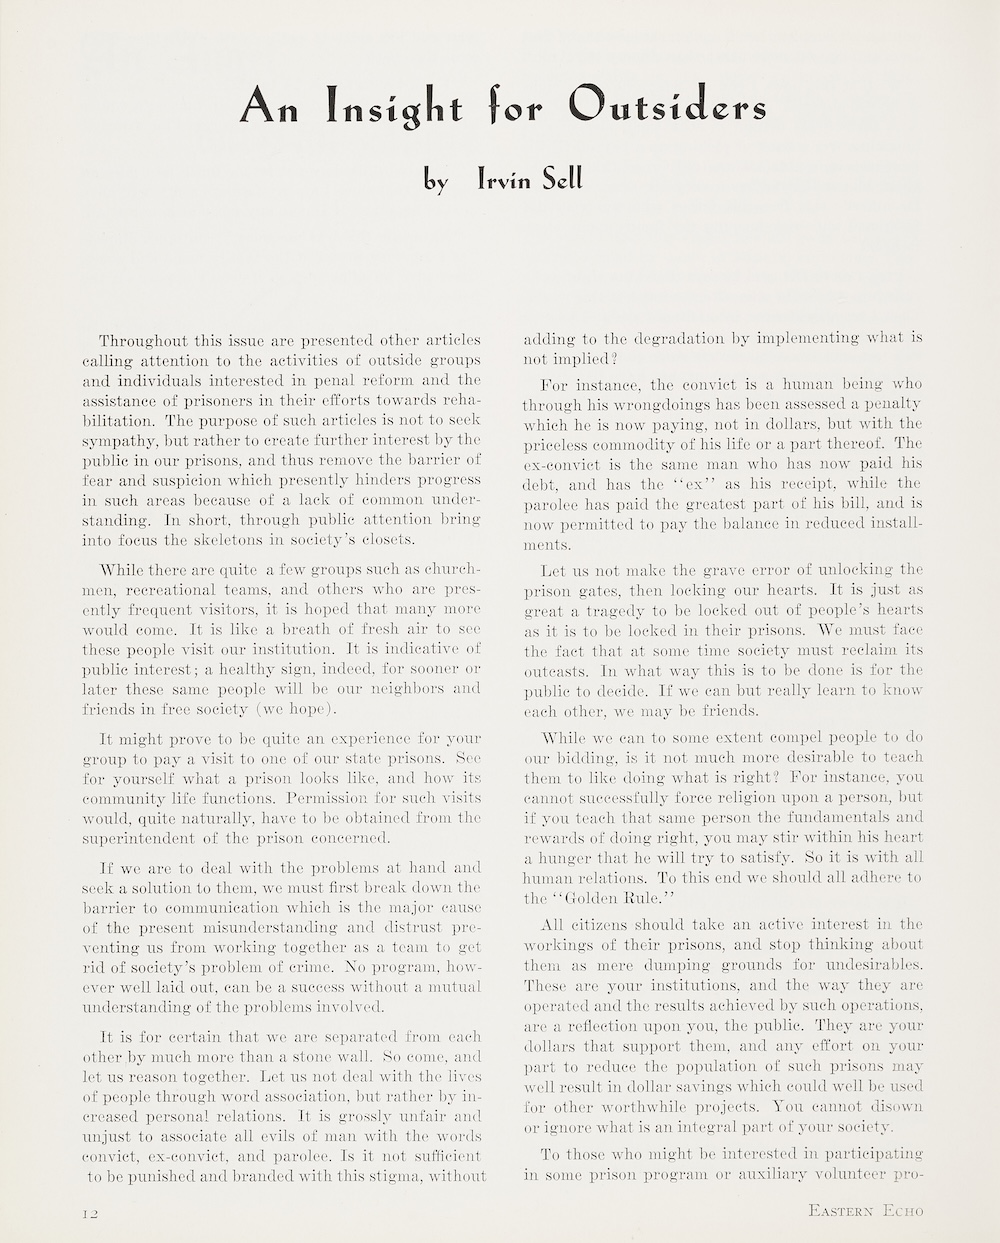 An Insight for Outsiders
by Irvin Sell
Throughout this issue are presented other articles
calling attention to the activities of outside groups
and individuals interested in penal reform and the
assistance of prisoners in their efforts towards reha-
bilitation. The purpose of such articles is not to seek
sympathy, but rather to create further interest by the
public in our prisons, and thus remove the barrier of
fear and suspicion which presently hinders progress
in such areas because of a lack of common under-
standing. In short, through public attention bring
into focus the skeletons in society's closets.
While there are quite a few groups such as church-
men, recreational teams, and others who are pres-
ently frequent visitors, it is hoped that many more
would come. It is like a breath of fresh air to see
these people visit our institution. It is indicative of
public interest; a healthy sign, indeed, for sooner or
later these same people will be our neighbors and
friends in free society (we hope).
It might prove to be quite an experience for your
group to pay a visit to one of our state prisons. See
for yourself what a prison looks like, and how its
community life functions. Permission for such visits
would, quite naturally, have to be obtained from the
superintendent of the prison concerned.
If we are to deal with the problems at hand and
seek a solution to them, we must first break down the
barrier to communication which is the major cause
of the present misunderstanding and distrust pre-
venting us from working together as a team to get
rid of society's problem of crime. No program, how-
ever well laid out, can be a success without a mutual
understanding of the problems involved.
It is for certain that we are separated from each
other by much more than a stone wall. So come, and
let us reason together. Let us not deal with the lives
of people through word association, but rather by in-
creased personal relations. It is grossly unfair and
unjust to associate all evils of man with the words
convict, ex-convict, and parolee. Is it not sufficient
to be punished and branded with this stigma, without
adding to the degradation by implementing what is
not implied?
For instance, the convict is a human being who
through his wrongdoings has been assessed a penalty
which he is now paying, not in dollars, but with the
priceless commodity of his life or a part thereof. The
ex-convict is the same man who has now paid his
debt, and has the "ex" as his receipt, while the
parolee has paid the greatest part of his bill, and is
now permitted to pay the balance in reduced install-
ments.
Let us not make the grave error of unlocking the
prison gates, then locking our hearts. It is just as
great a tragedy to be locked out of people's hearts
as it is to be locked in their prisons. We must face
the fact that at some time society must reclaim its
outcasts. In what way this is to be done is for the
public to decide. If we can but really learn to know
each other, we may be friends.
While we can to some extent compel people to do
our bidding, is it not much more desirable to teach
them to like doing what is right? For instance, you
cannot successfully force religion upon a person, but
if you teach that same person the fundamentals and
rewards of doing right, you may stir within his heart
a hunger that he will try to satisfy. So it is with all
human relations. To this end we should all adhere to
the "Golden Rule."
All citizens should take an active interest in the
workings of their prisons, and stop thinking about
them as mere dumping grounds for undesirables.
These are your institutions, and the way they are
operated and the results achieved by such operations,
are a reflection upon you, the public. They are your
dollars that support them, and any effort on your
part to reduce the population of such prisons may
well result in dollar savings which could well be used
for other worthwhile projects. You cannot disown
or ignore what is an integral part of your society.
To those who might be interested in participating
in some prison program or auxiliary volunteer pro-
12
Eastern Echo